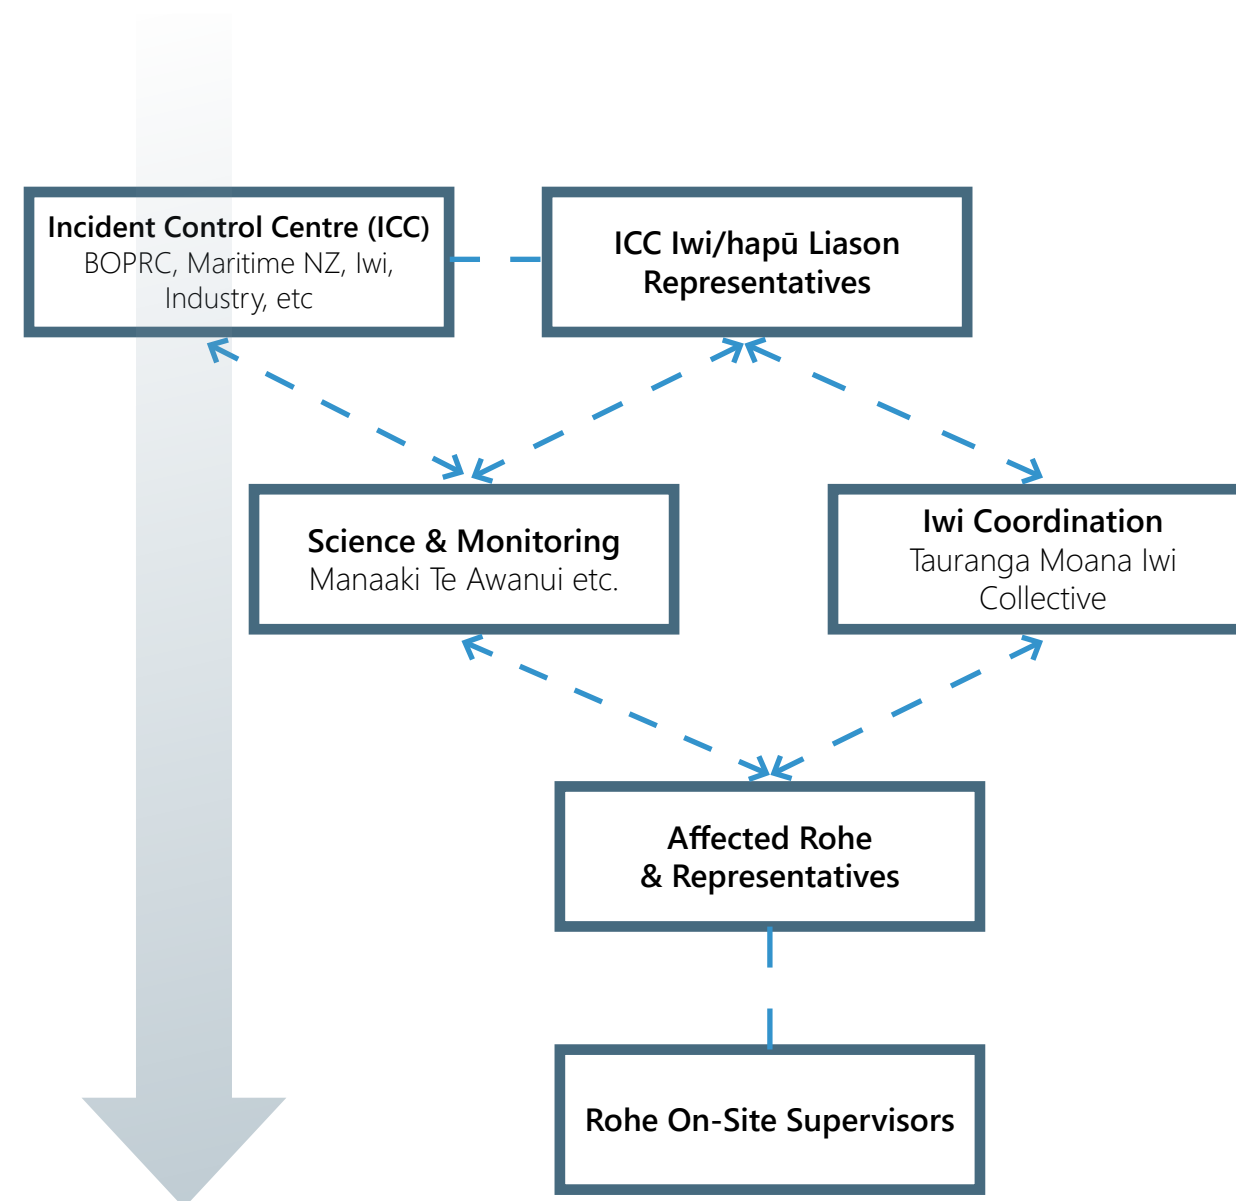 Incident Control Centre (ICC)
BOPRC, Maritime NZ, Iwi,
Industry, etc
ICC Iwi/hapū Liason
Representatives
Science & Monitoring
Manaaki Te Awanui etc.
Iwi Coordination
Tauranga Moana Iwi
Collective
Affected Rohe
& Representatives
Rohe On-Site Supervisors